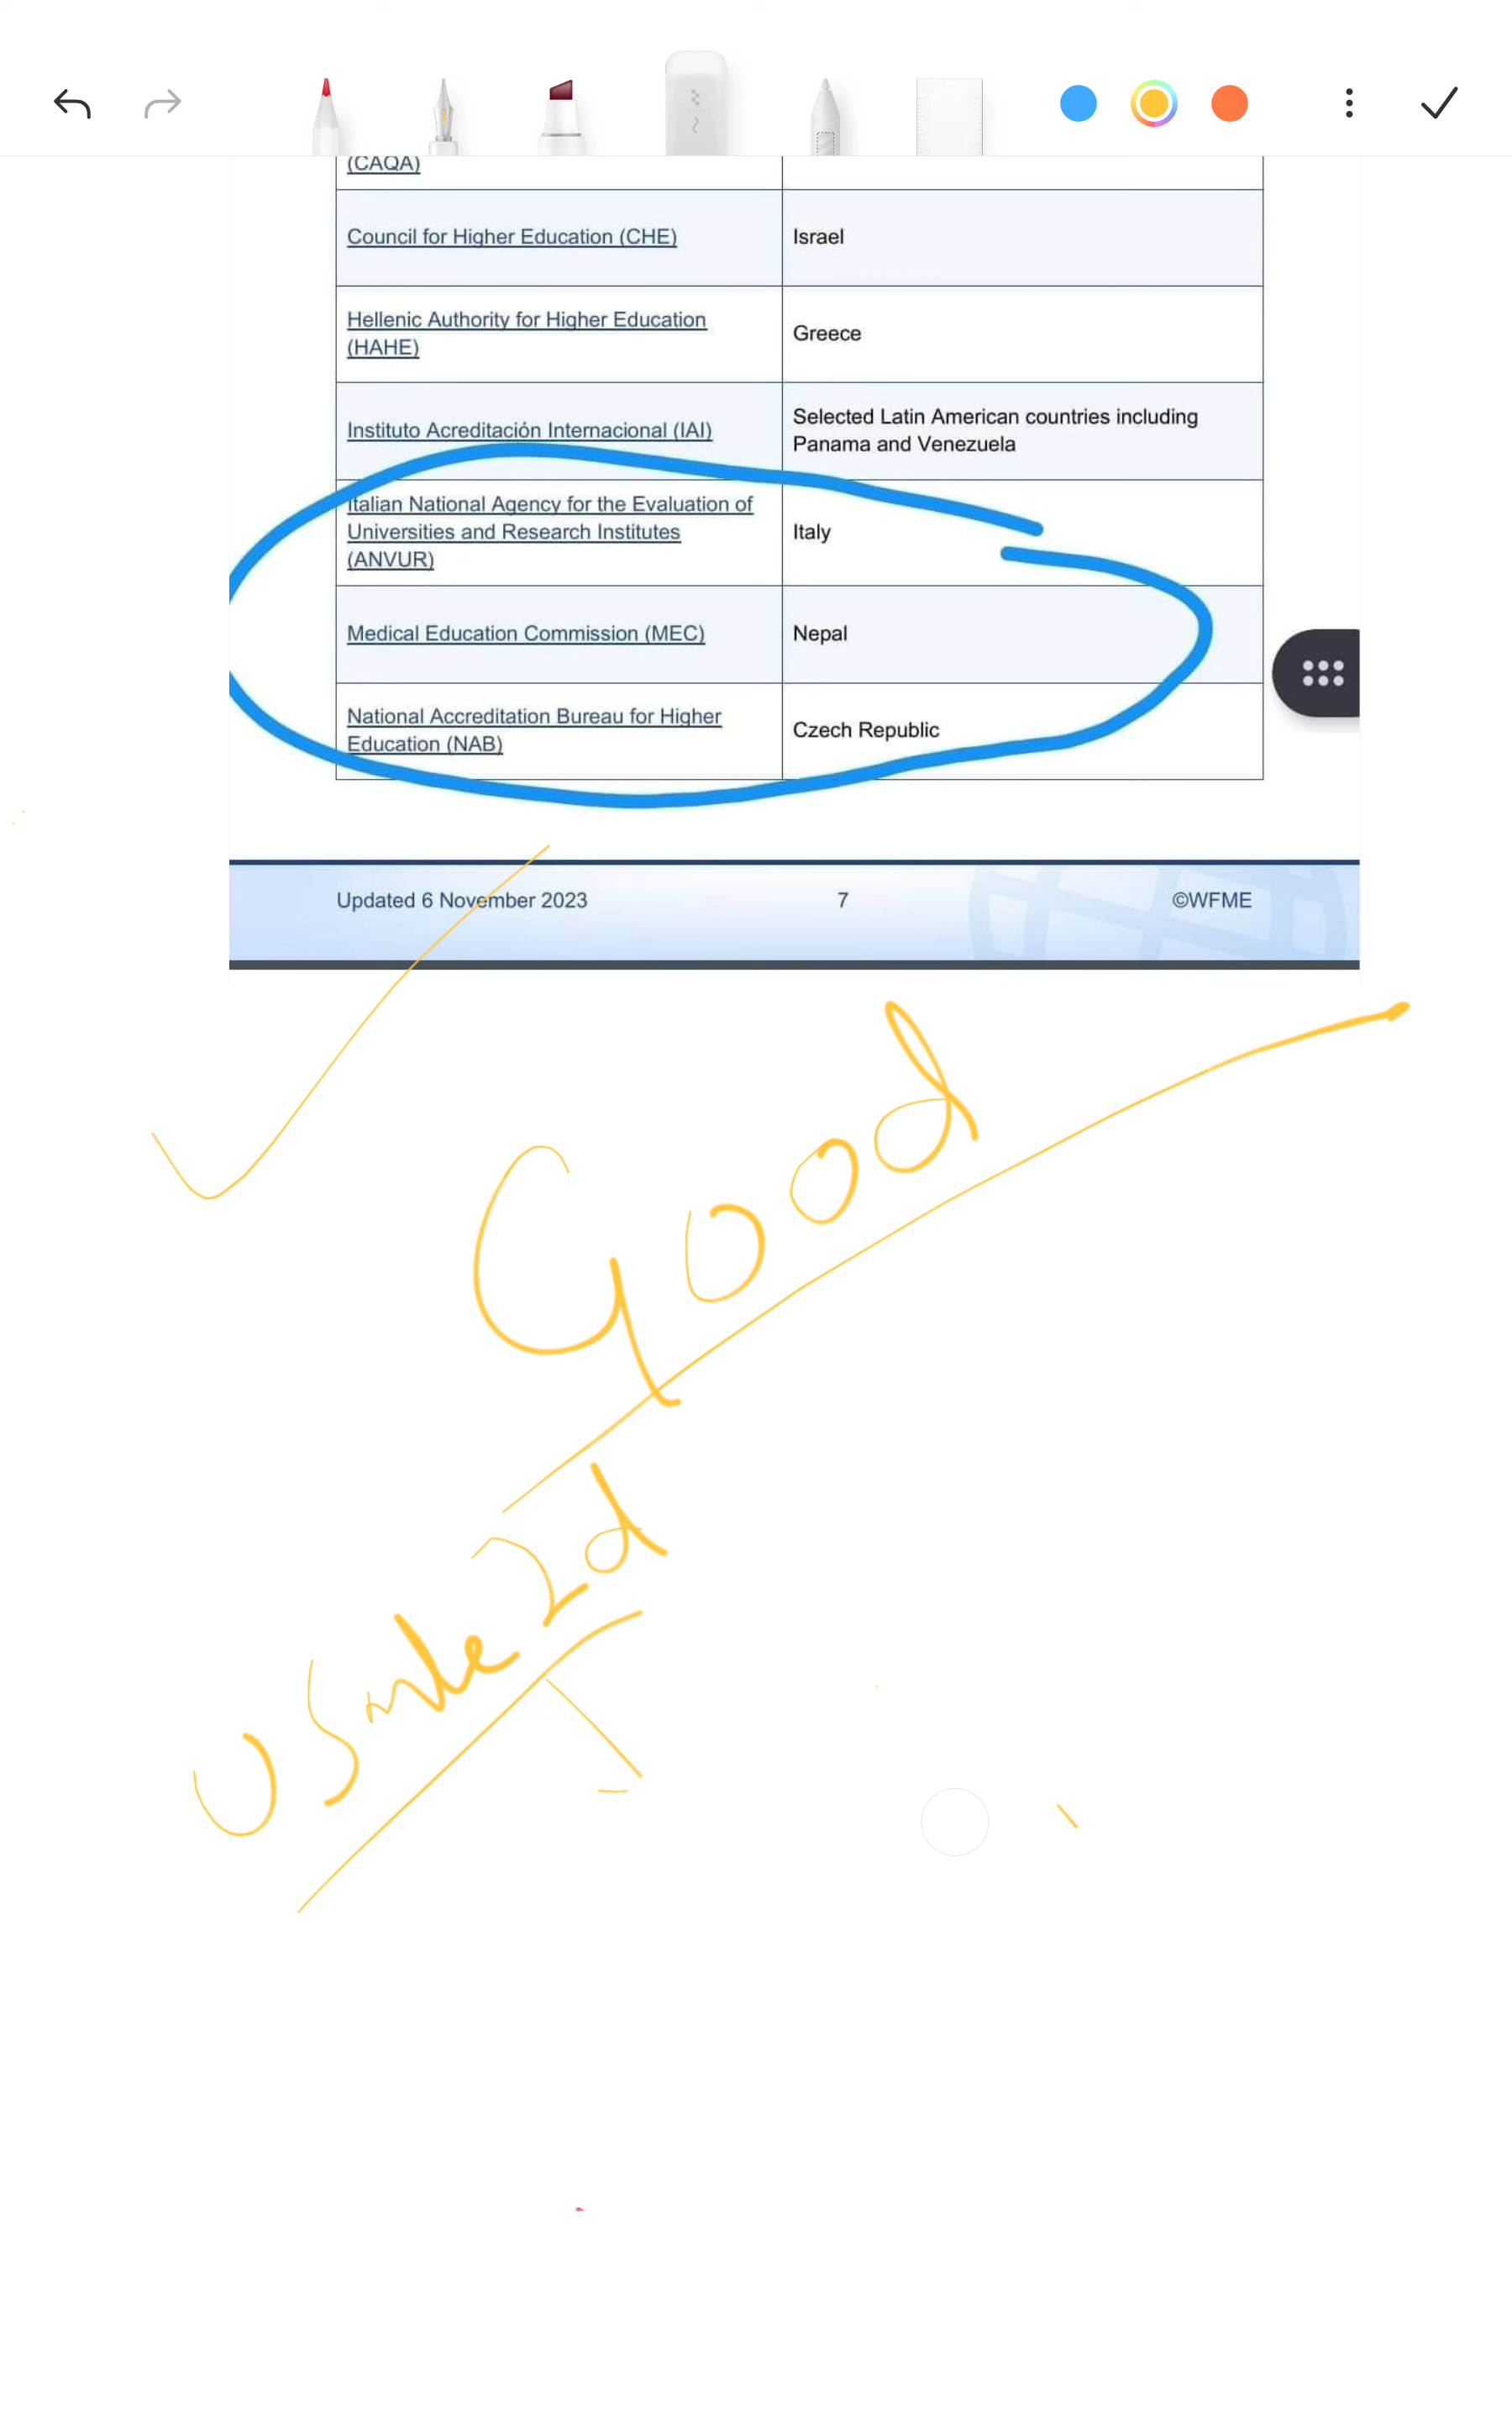 (CAQA)
Council for Higher Education (CHE)
Israel
Hellenic Authority for Higher Education
(HAHE)
Greece
Instituto Acreditación Internacional (IAI)
Selected Latin American countries including
Panama and Venezuela
Italian National Agency for the Evaluation of
Universities and Research Institutes
(ANVUR)
Italy
Medical Education Commission (MEC)
Nepal
National Accreditation Bureau for Higher
Education (NAB)
Czech Republic
Updated 6 November 2023
7
©WFME
Good
USmle 2d